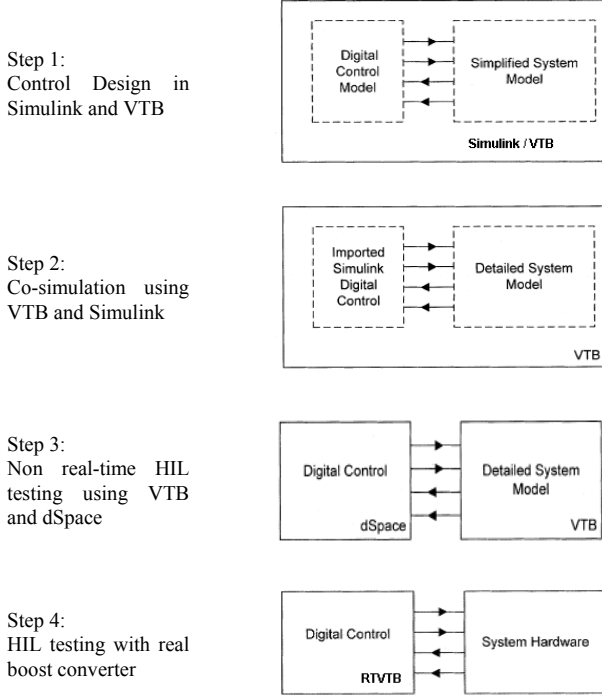 Step 1:
Control Design in
Simulink and VTB
Digital
Control
Model
Simplified System
Model
Simulink / VTB
Step 2:
Co-simulation using
VTB and Simulink
Imported
Simulink
Digital
Control
Detailed System
Model
VTB
Step 3:
Non real-time HIL
testing using VTB
and dSpace
Digital Control
dSpace
Detailed System
Model
VTB
Step 4:
HIL testing with real
boost converter
Digital Control
RTVTB
System Hardware